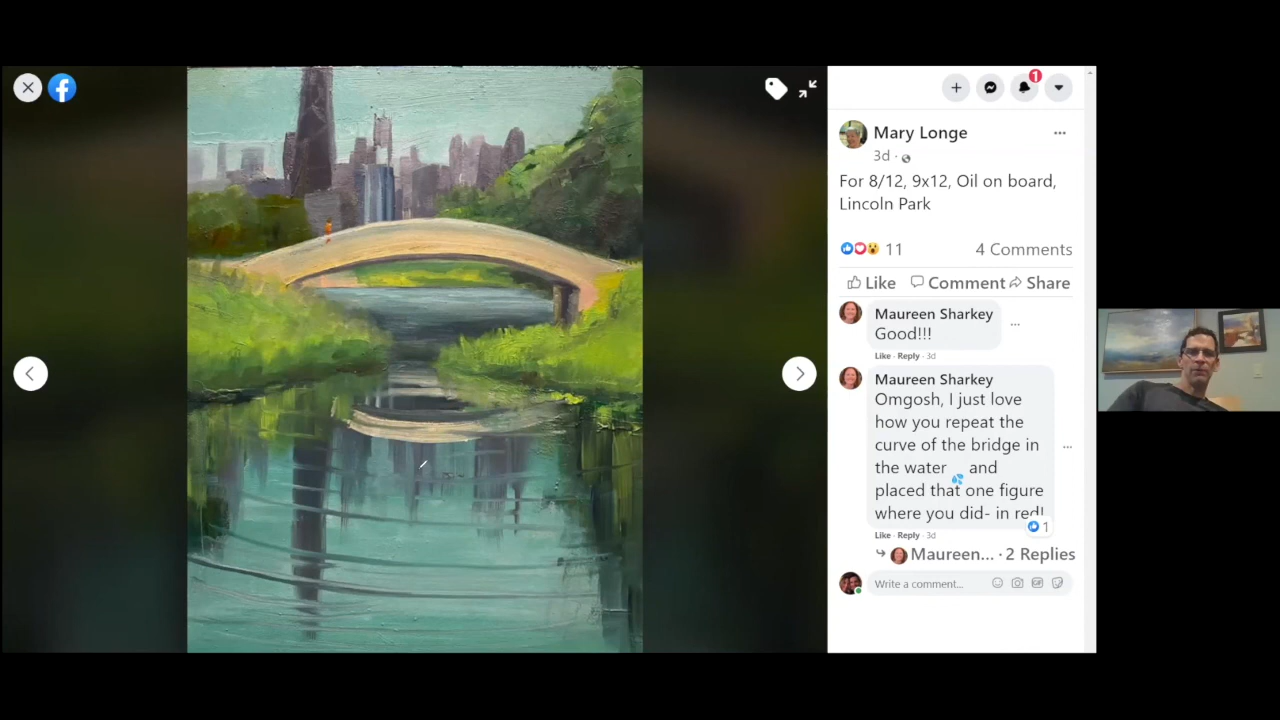 1
Mary Longe
3d
For 8/12, 9x12, Oil on board,
Lincoln Park
11
4 Comments
Like
Comment
Share
Maureen Sharkey
Good!!!
Like · Reply · 3d
Maureen Sharkey
Omgosh, I just love
how you repeat the
curve of the bridge in
the water 💦 and
placed that one figure
where you did- in red!
1
Like · Reply · 3d
Maureen... · 2 Replies
Write a comment...
GIF